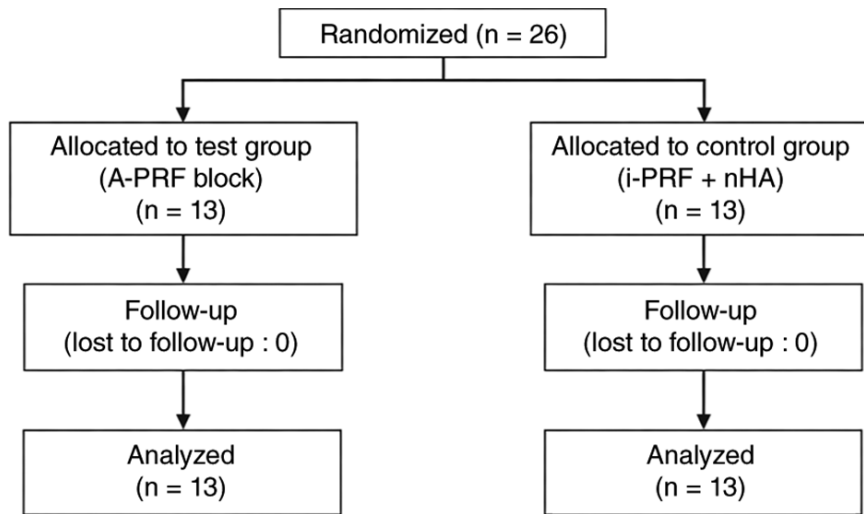 Randomized (n = 26)
Allocated to test group
(A-PRF block)
(n = 13)
Allocated to control group
(i-PRF + nHA)
(n = 13)
Follow-up
(lost to follow-up : 0)
Follow-up
(lost to follow-up : 0)
Analyzed
(n = 13)
Analyzed
(n = 13)